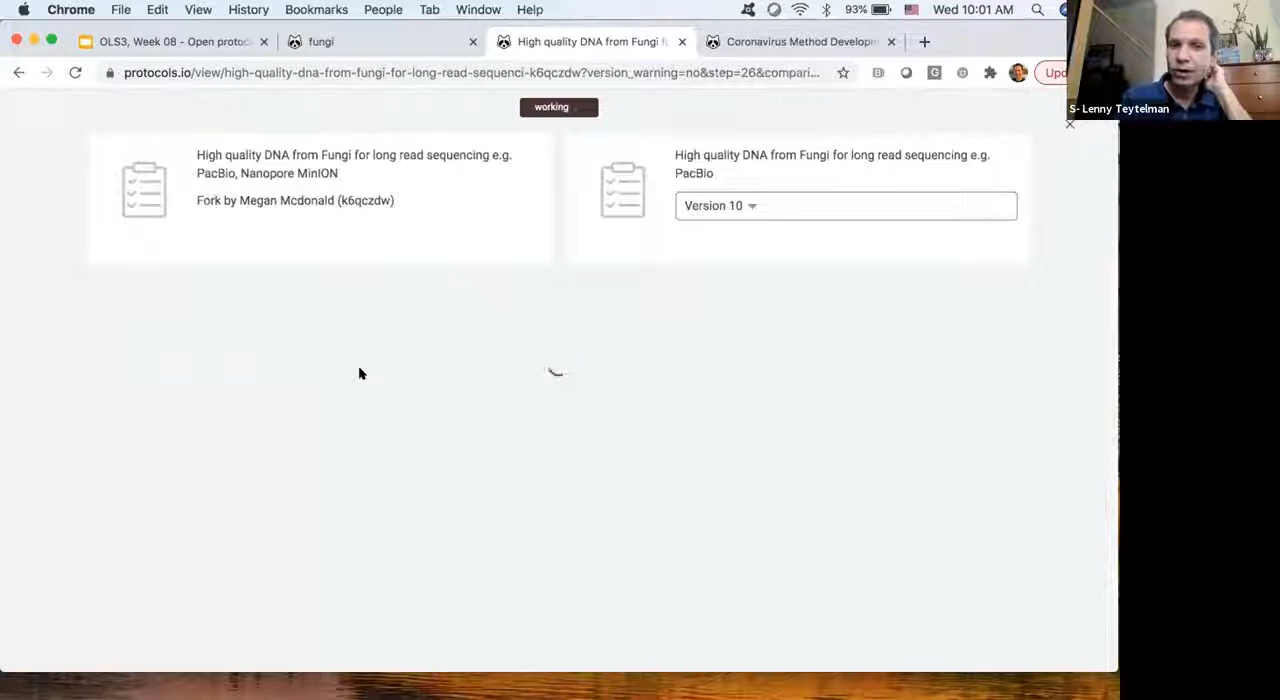 Chrome File Edit View History Bookmarks People Tab Window Help 93% Wed 10:01 AM
OLS3, Week 08 - Open protoc
fungi
High quality DNA from Fungi f
Coronavirus Method Developm
protocols.io/view/high-quality-dna-from-fungi-for-long-read-sequenci-k6qczdw?version_warning=no&step=26&compari...
Upd
S- Lenny Teytelman
working
High quality DNA from Fungi for long read sequencing e.g.
PacBio, Nanopore MinION
Fork by Megan Mcdonald (k6qczdw)
High quality DNA from Fungi for long read sequencing e.g.
PacBio
Version 10